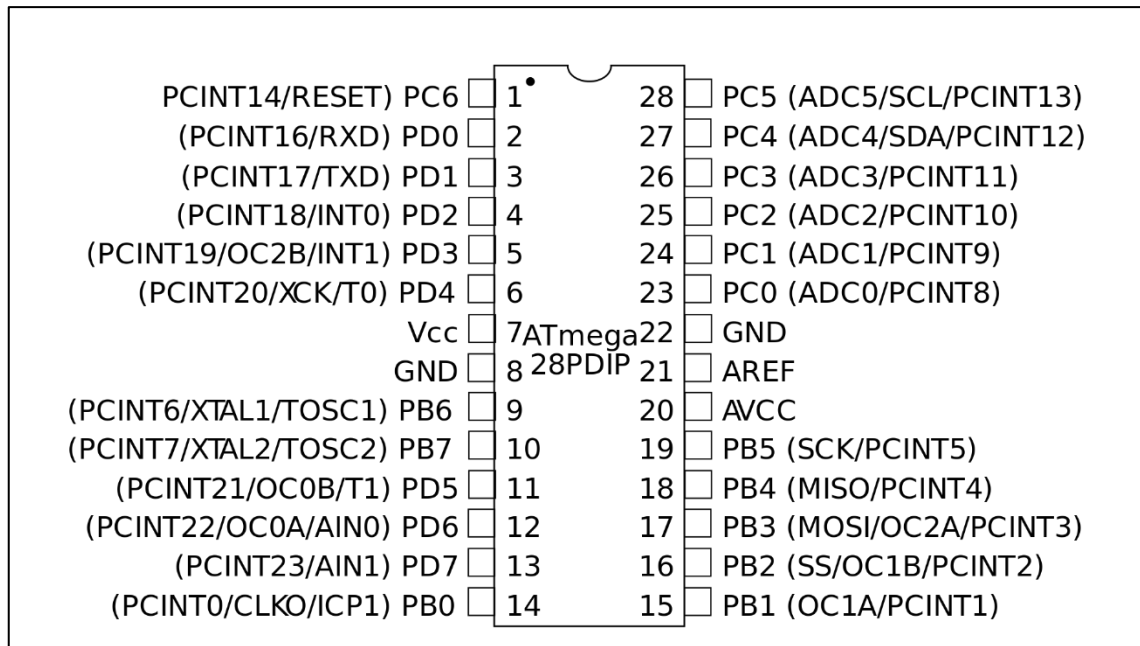 PCINT14/RESET) PC6 1 28 PC5 (ADC5/SCL/PCINT13)
(PCINT16/RXD) PD0 2 27 PC4 (ADC4/SDA/PCINT12)
(PCINT17/TXD) PD1 3 26 PC3 (ADC3/PCINT11)
(PCINT18/INT0) PD2 4 25 PC2 (ADC2/PCINT10)
(PCINT19/OC2B/INT1) PD3 5 24 PC1 (ADC1/PCINT9)
(PCINT20/XCK/T0) PD4 6 23 PC0 (ADC0/PCINT8)
Vcc 7 ATmega 22 GND
GND 8 28PDIP 21 AREF
(PCINT6/XTAL1/TOSC1) PB6 9 20 AVCC
(PCINT7/XTAL2/TOSC2) PB7 10 19 PB5 (SCK/PCINT5)
(PCINT21/OC0B/T1) PD5 11 18 PB4 (MISO/PCINT4)
(PCINT22/OC0A/AIN0) PD6 12 17 PB3 (MOSI/OC2A/PCINT3)
(PCINT23/AIN1) PD7 13 16 PB2 (SS/OC1B/PCINT2)
(PCINT0/CLKO/ICP1) PB0 14 15 PB1 (OC1A/PCINT1)